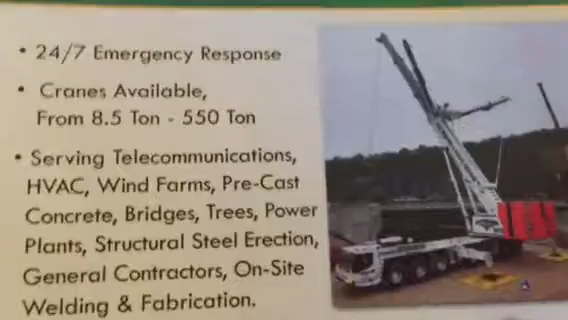 • 24/7 Emergency Response
• Cranes Available,
From 8.5 Ton - 550 Ton
• Serving Telecommunications,
HVAC, Wind Farms, Pre-Cast
Concrete, Bridges, Trees, Power
Plants, Structural Steel Erection,
General Contractors, On-Site
Welding & Fabrication.